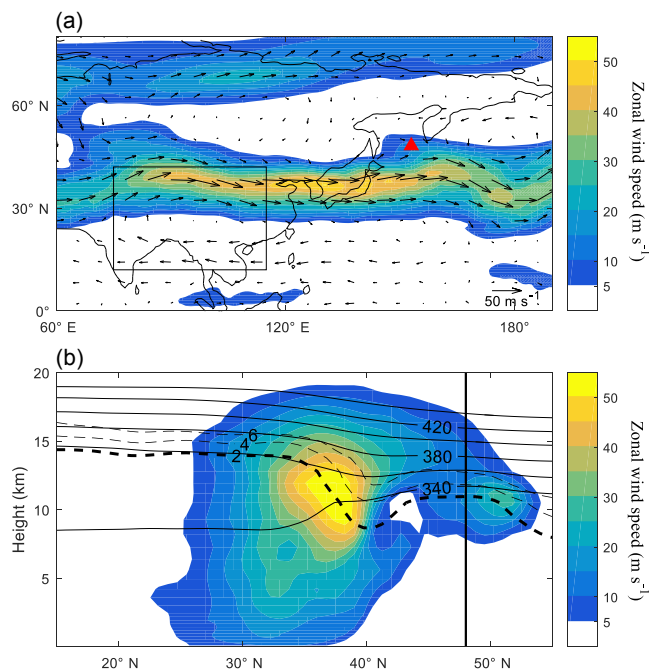 (a)
60° N
30° N
0°
60° E
120° E
180°
50 m s⁻¹
50
40
30
20
10
5
Zonal wind speed (m s⁻¹)
(b)
20
15
10
5
Height (km)
20° N
30° N
40° N
50° N
6
4
2
420
380
340
50
40
30
20
10
5
Zonal wind speed (m s⁻¹)